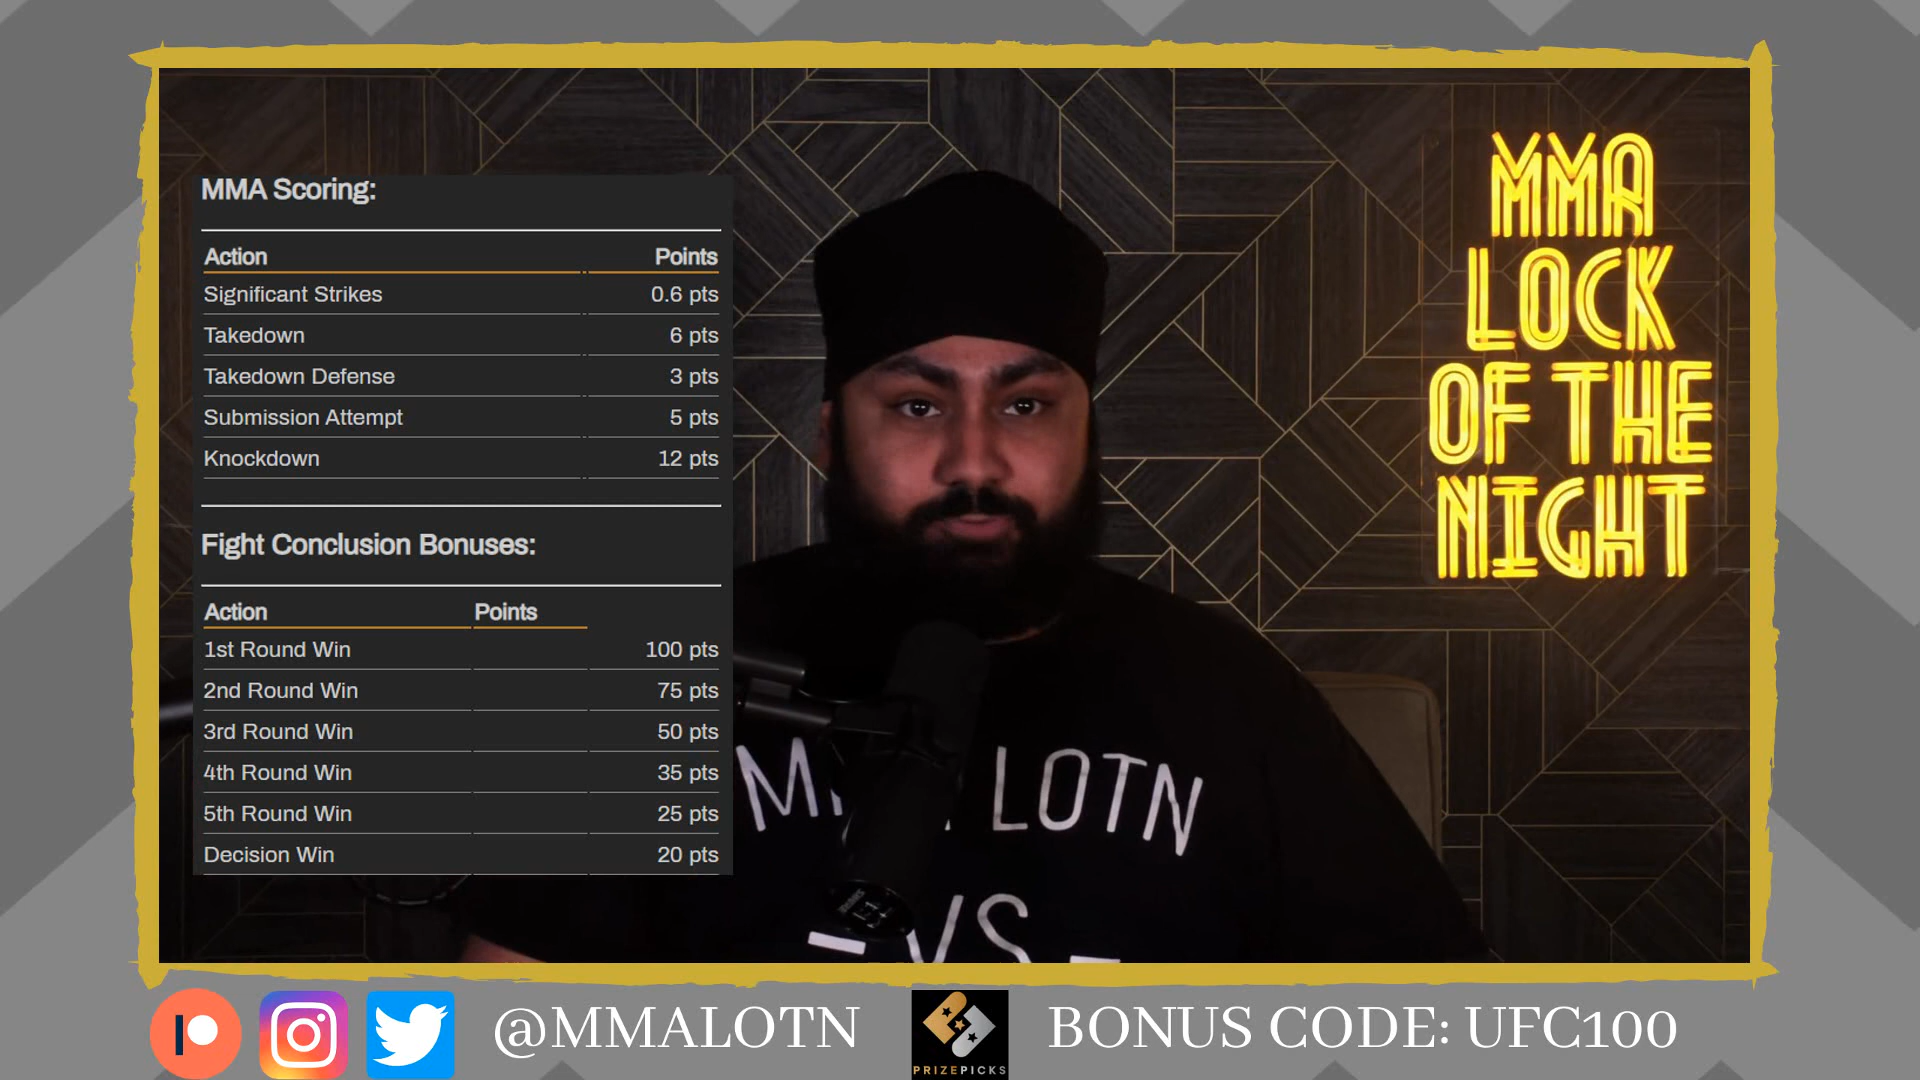 MMA Scoring:
Action Points
Significant Strikes 0.6 pts
Takedown 6 pts
Takedown Defense 3 pts
Submission Attempt 5 pts
Knockdown 12 pts
Fight Conclusion Bonuses:
Action Points
1st Round Win 100 pts
2nd Round Win 75 pts
3rd Round Win 50 pts
4th Round Win 35 pts
5th Round Win 25 pts
Decision Win 20 pts
MMA
LOCK
OF THE
NIGHT
LOTN
VS
@MMALOTN
PRIZEPICKS
BONUS CODE: UFC100